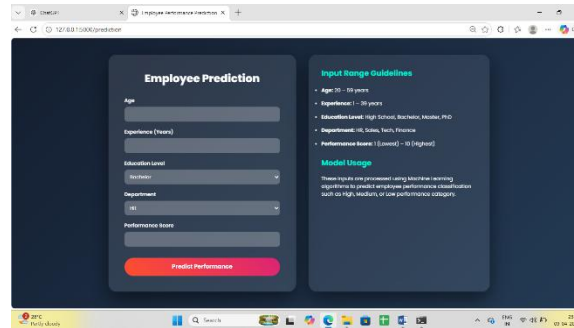 ChatGPT
Employee Performance Prediction
127.0.0.1:5000/prediction
Employee Prediction
Age
Experience (Years)
Education Level
Bachelor
Department
HR
Performance Score
Predict Performance
Input Range Guidelines
• Age: 20 – 59 years
• Experience: 1 – 39 years
• Education Level: High School, Bachelor, Master, PhD
• Department: HR, Sales, Tech, Finance
• Performance Score: 1 (Lowest) – 10 (Highest)
Model Usage
These inputs are processed using Machine Learning
algorithms to predict employee performance classification
such as High, Medium, or Low performance category.
Partly cloudy
Search
ENG
IN